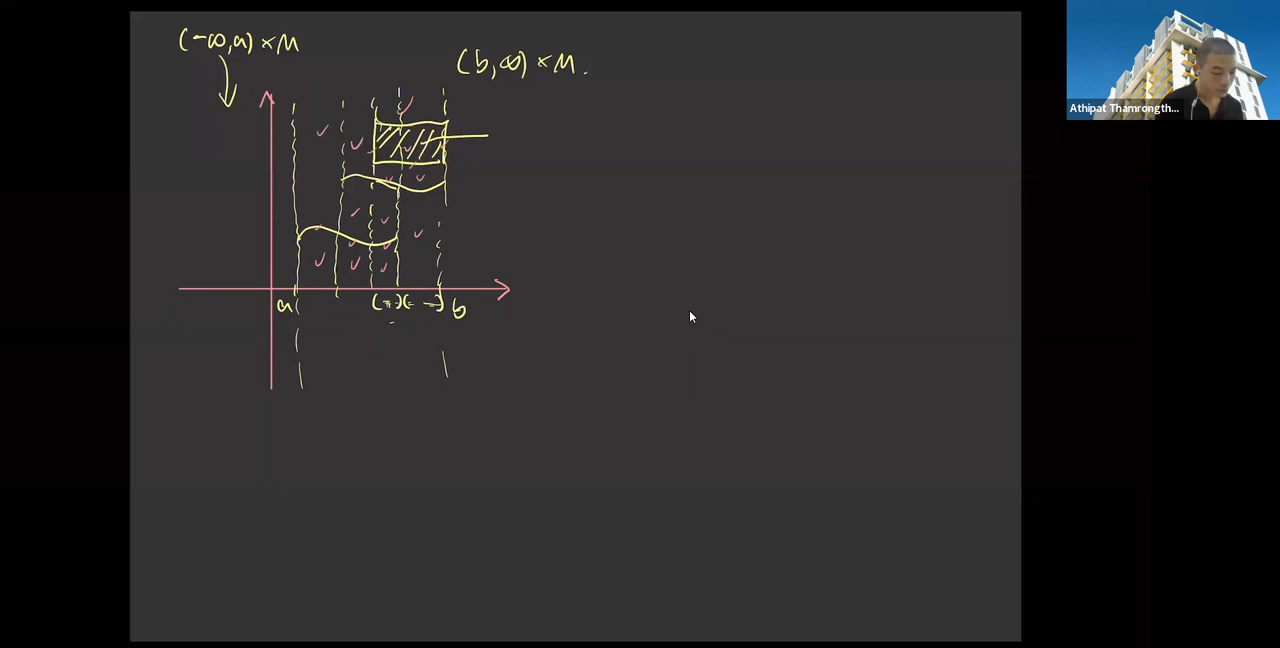 (-∞,a) × M
(b,∞) × M.
Athipat Thamrongth...
a
b